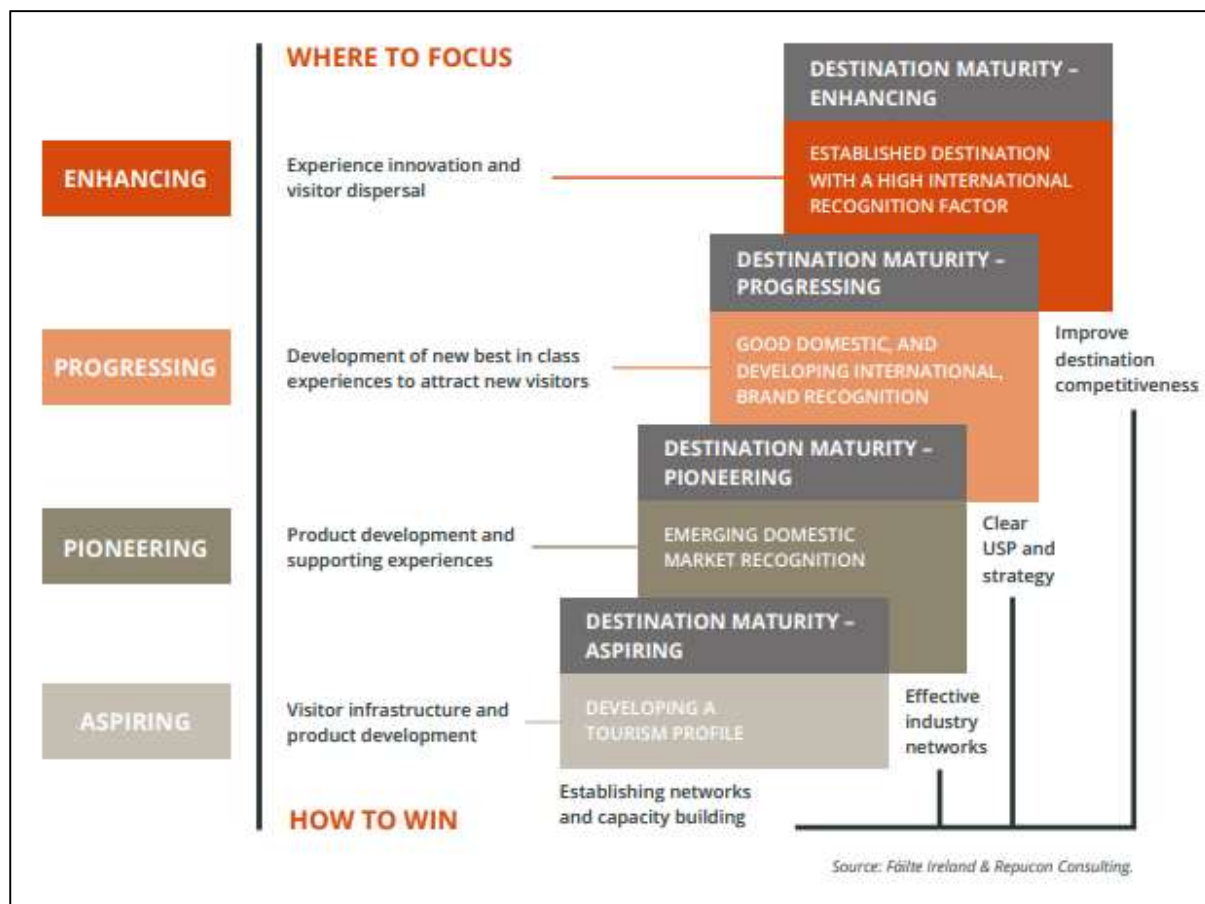 WHERE TO FOCUS
DESTINATION MATURITY –
ENHANCING
ENHANCING
Experience innovation and
visitor dispersal
ESTABLISHED DESTINATION
WITH A HIGH INTERNATIONAL
RECOGNITION FACTOR
DESTINATION MATURITY –
PROGRESSING
PROGRESSING
Development of new best in class
experiences to attract new visitors
GOOD DOMESTIC, AND
DEVELOPING INTERNATIONAL,
BRAND RECOGNITION
Improve
destination
competitiveness
DESTINATION MATURITY –
PIONEERING
PIONEERING
Product development and
supporting experiences
EMERGING DOMESTIC
MARKET RECOGNITION
Clear
USP and
strategy
DESTINATION MATURITY –
ASPIRING
ASPIRING
Visitor infrastructure and
product development
DEVELOPING A
TOURISM PROFILE
Effective
industry
networks
HOW TO WIN
Establishing networks
and capacity building
Source: Fáilte Ireland & Repucon Consulting.